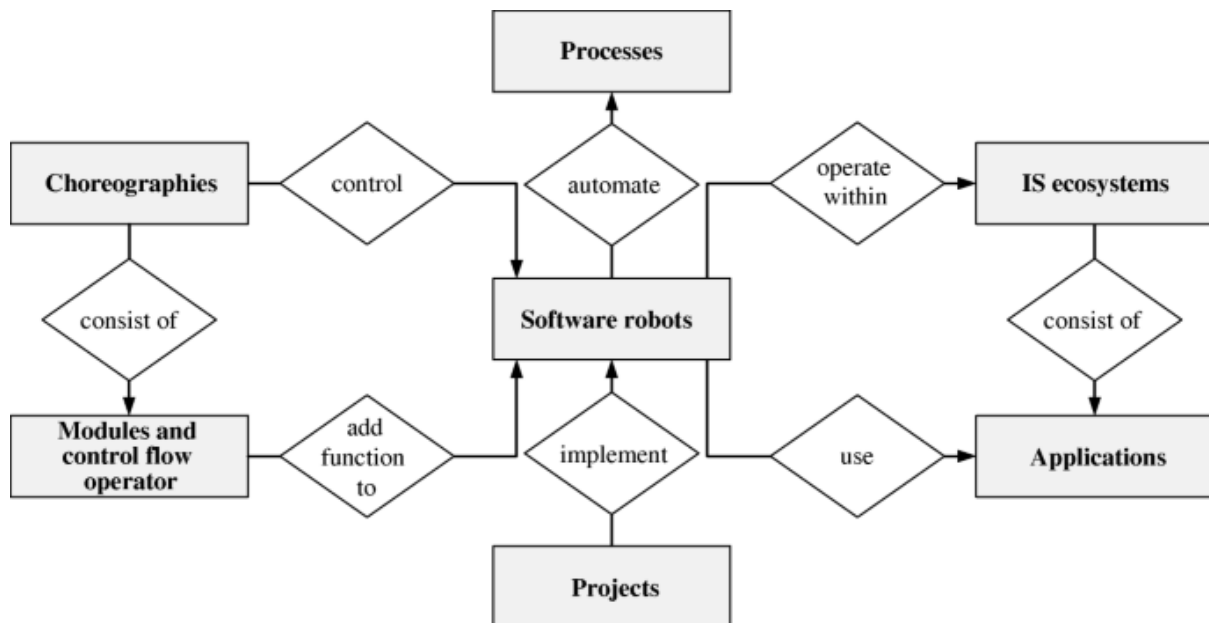 Processes
Choreographies
control
automate
operate
within
IS ecosystems
consist of
Software robots
consist of
Modules and
control flow
operator
add
function
to
implement
use
Applications
Projects